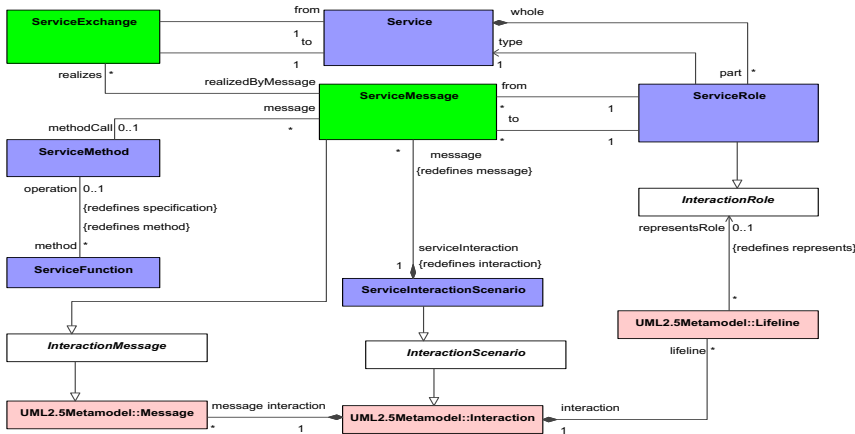 from
ServiceExchange
Service
whole
1
to
type
1
1
realizes
*
part
*
realizedByMessage
message
ServiceMessage
from
ServiceRole
*
1
methodCall
0..1
*
to
*
1
ServiceMethod
*
message
{redefines message}
operation
0..1
InteractionRole
{redefines specification}
{redefines method}
representsRole
0..1
{redefines represents}
method
*
serviceInteraction
1
{redefines interaction}
ServiceFunction
ServiceInteractionScenario
*
UML2.5Metamodel::Lifeline
InteractionMessage
InteractionScenario
lifeline
*
UML2.5Metamodel::Message
message interaction
UML2.5Metamodel::Interaction
interaction
*
1
1